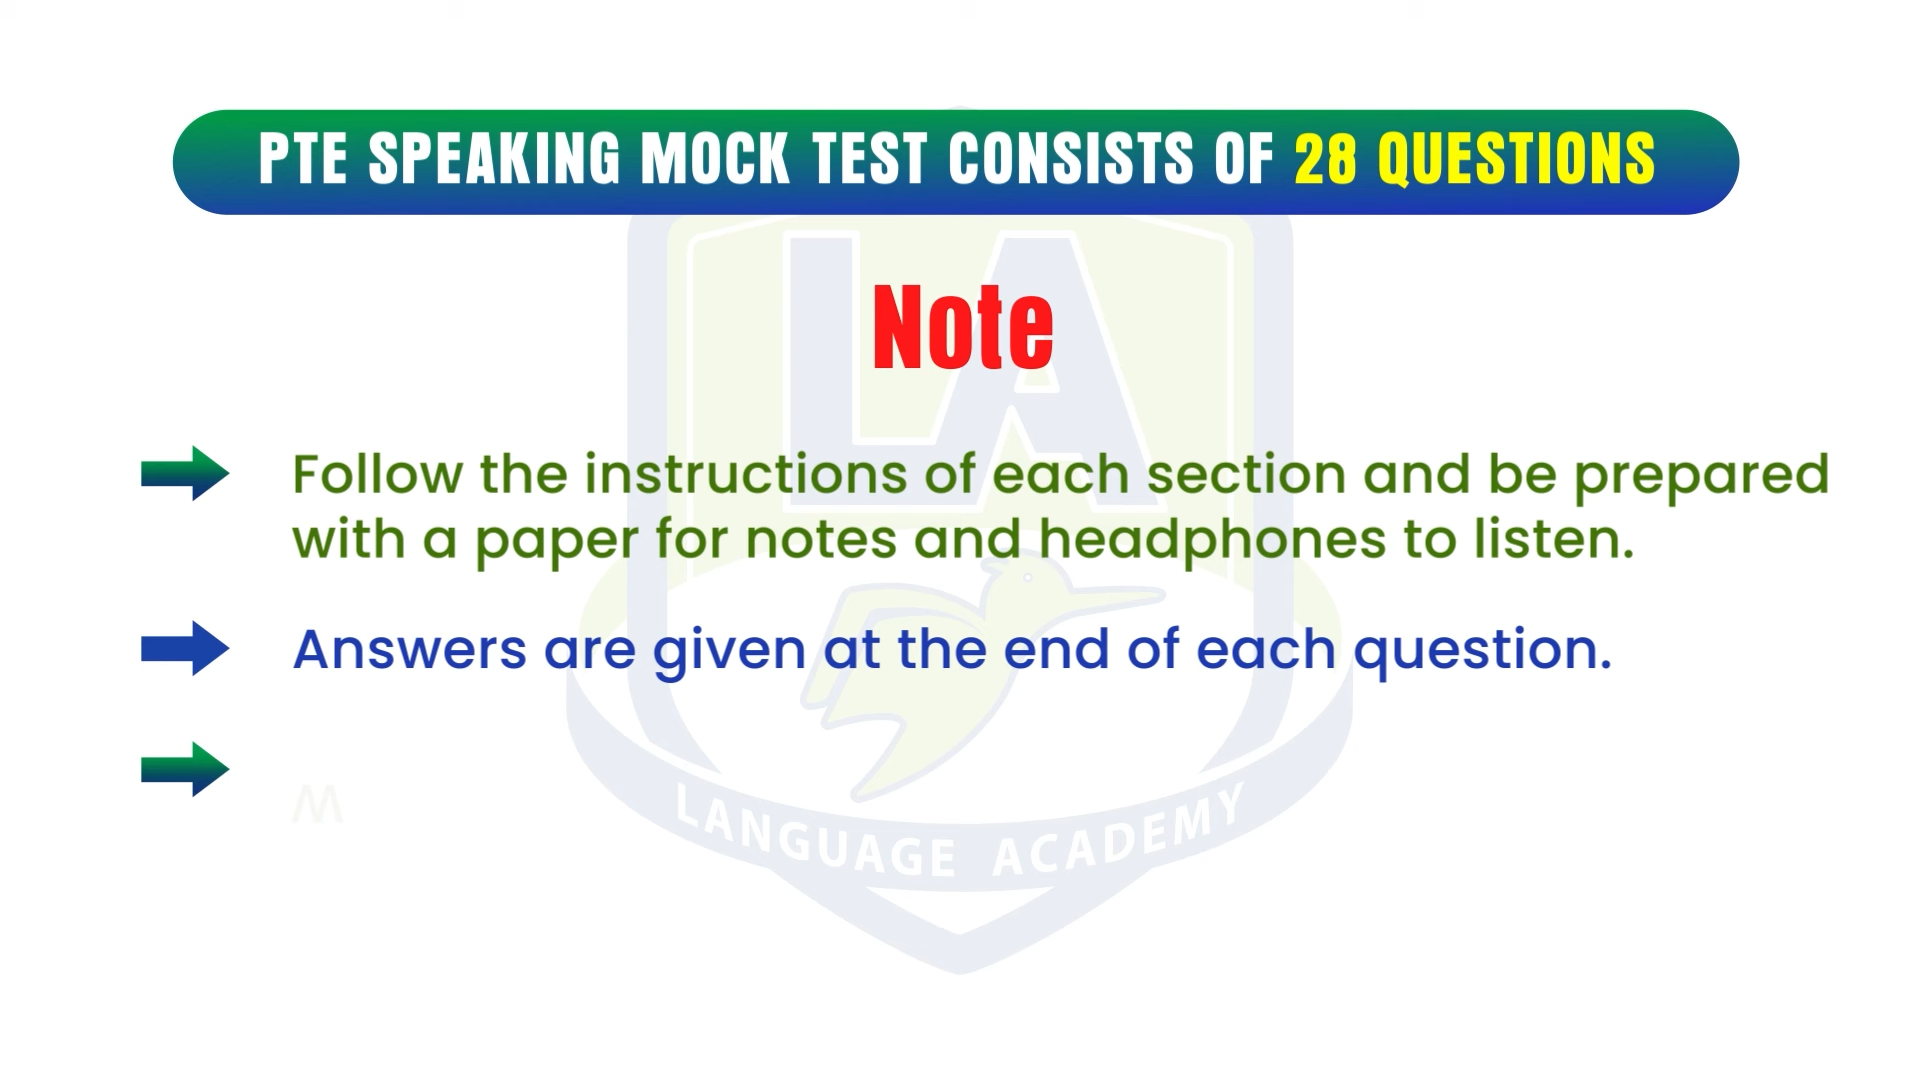 PTE SPEAKING MOCK TEST CONSISTS OF 28 QUESTIONS
Note
Follow the instructions of each section and be prepared
with a paper for notes and headphones to listen.
Answers are given at the end of each question.
LA
LANGUAGE ACADEMY